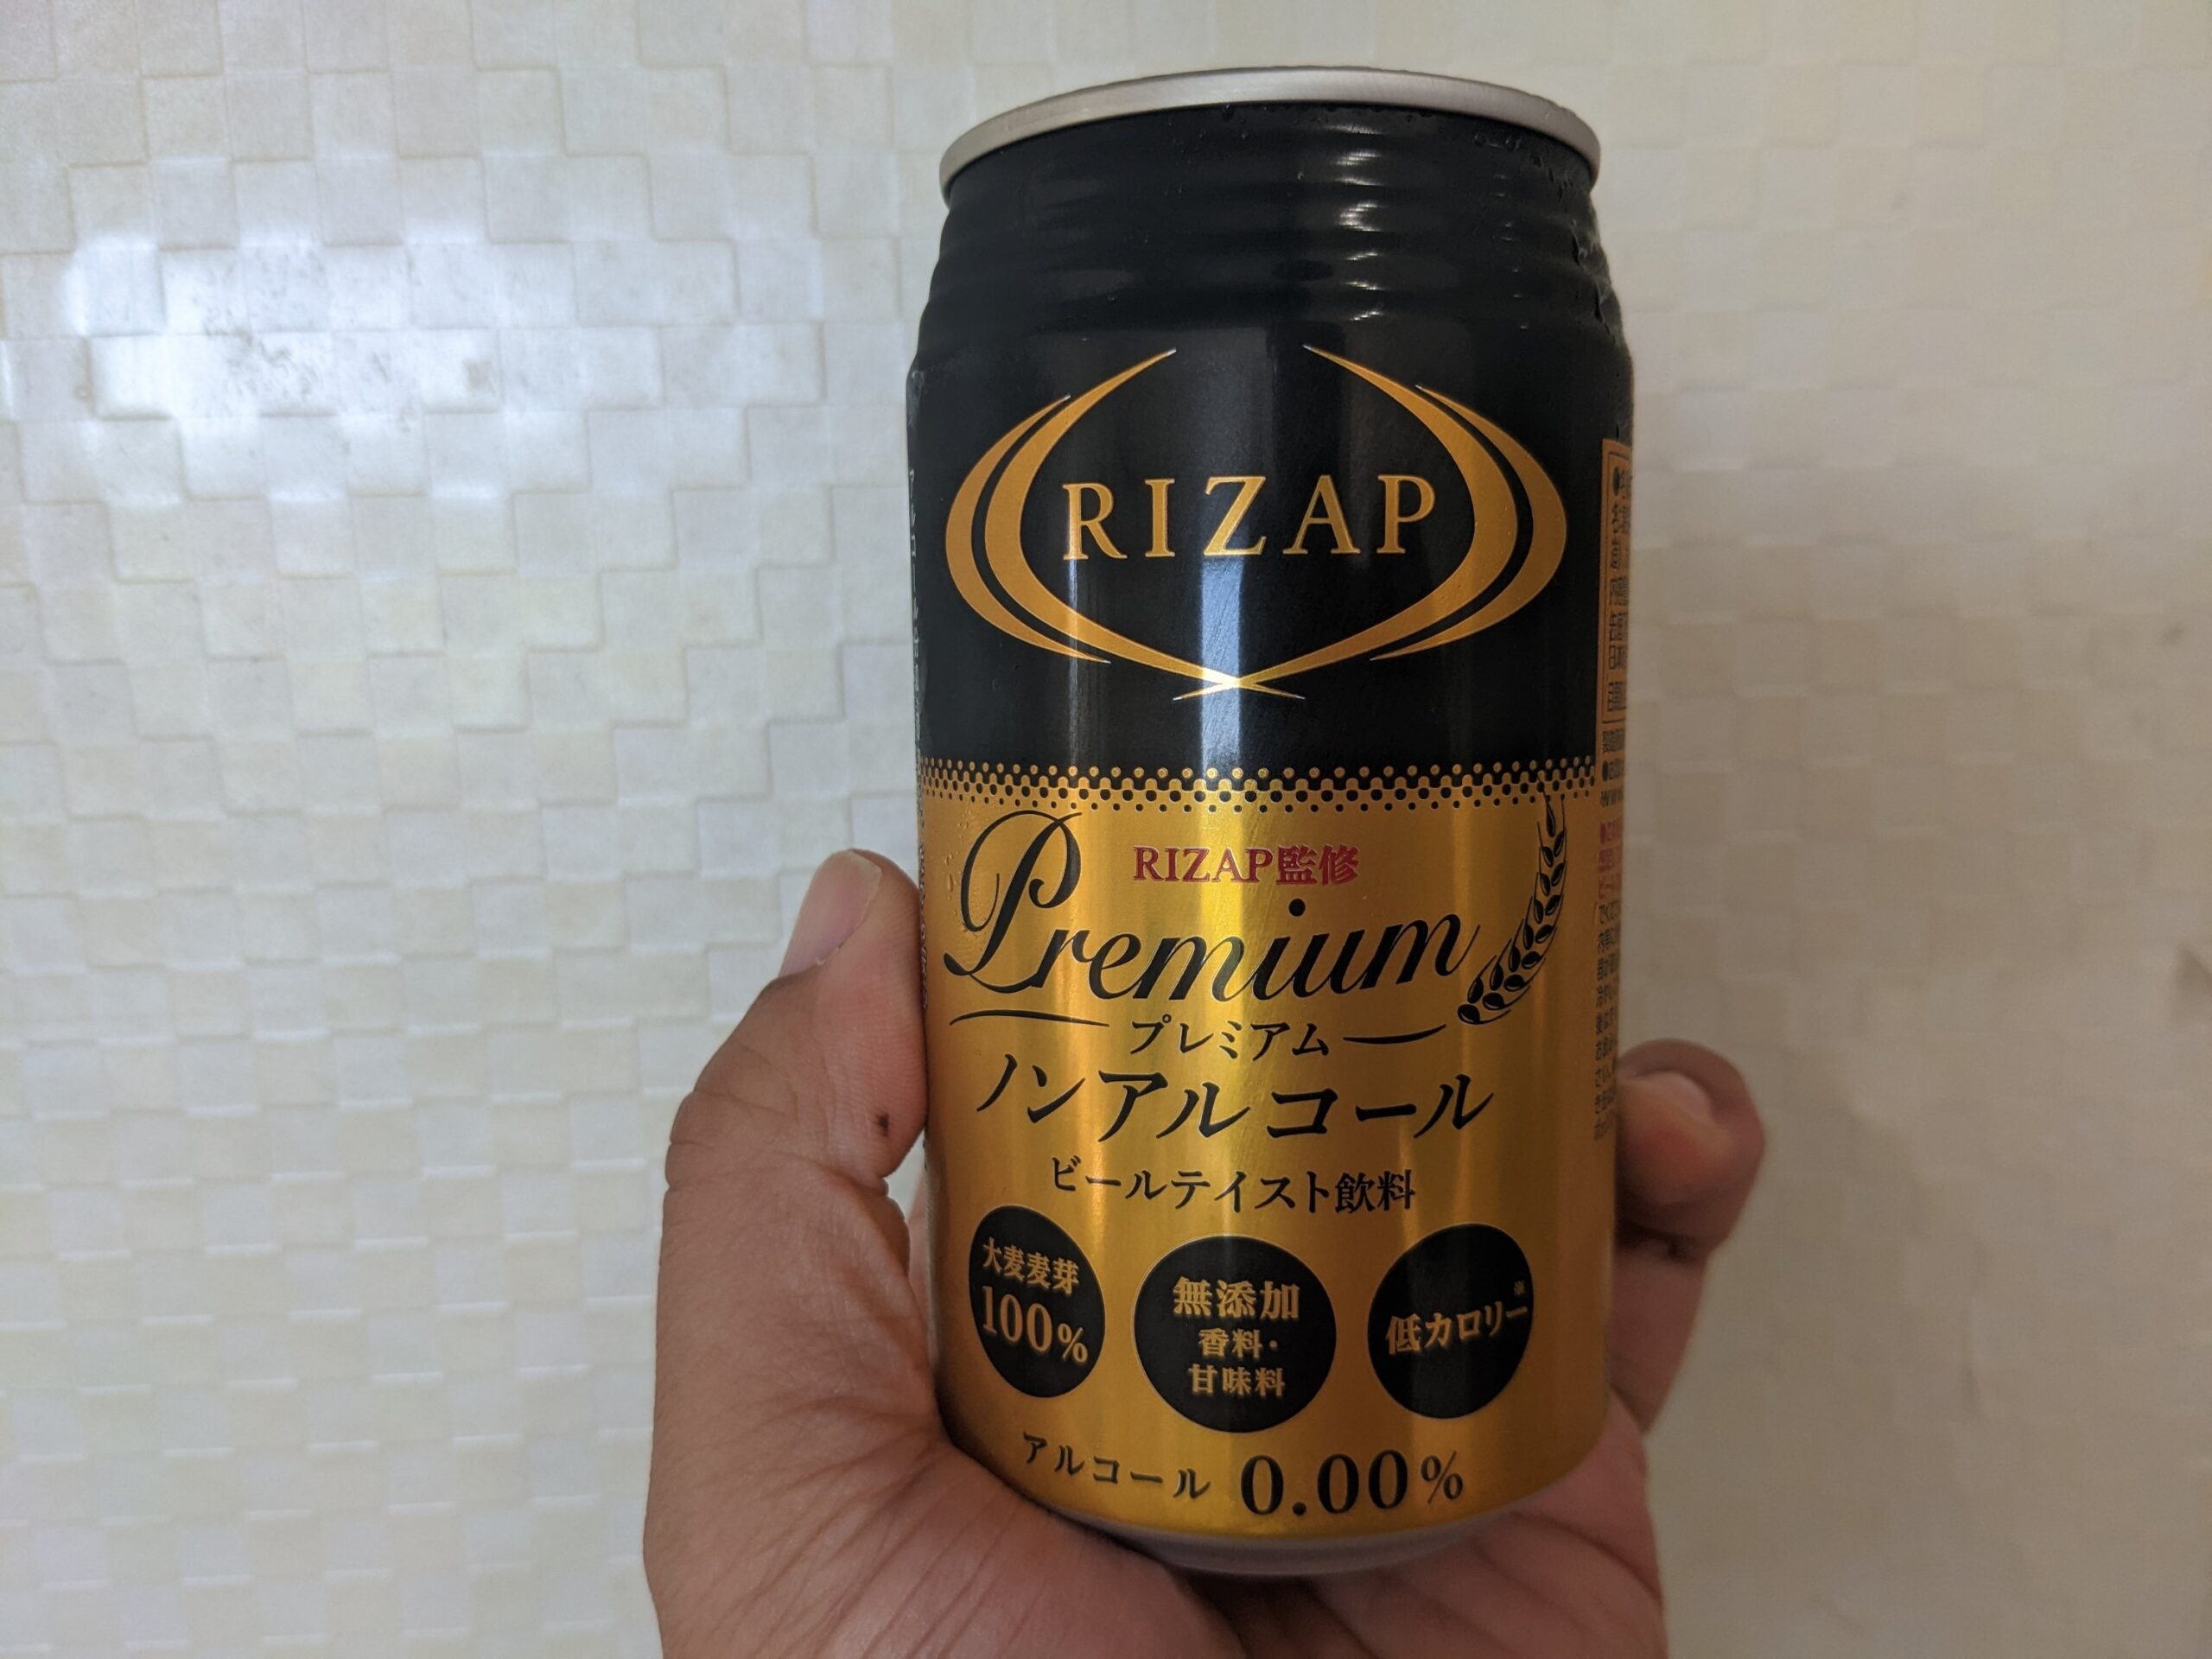 RIZAP
RIZAP監修
Premium
プレミアム
ノンアルコール
ビールテイスト飲料
大麦麦芽
100%
無添加
香料・
甘味料
低カロリー※
アルコール 0.00%